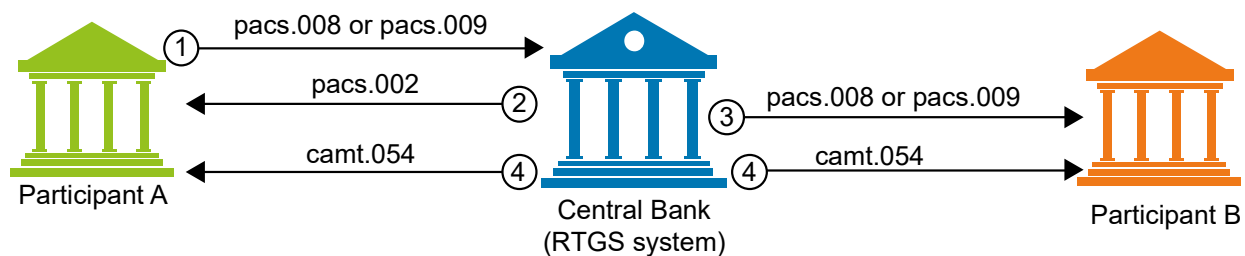 1
pacs.008 or pacs.009
pacs.002
2
3
pacs.008 or pacs.009
camt.054
4
4
camt.054
Participant A
Central Bank
(RTGS system)
Participant B